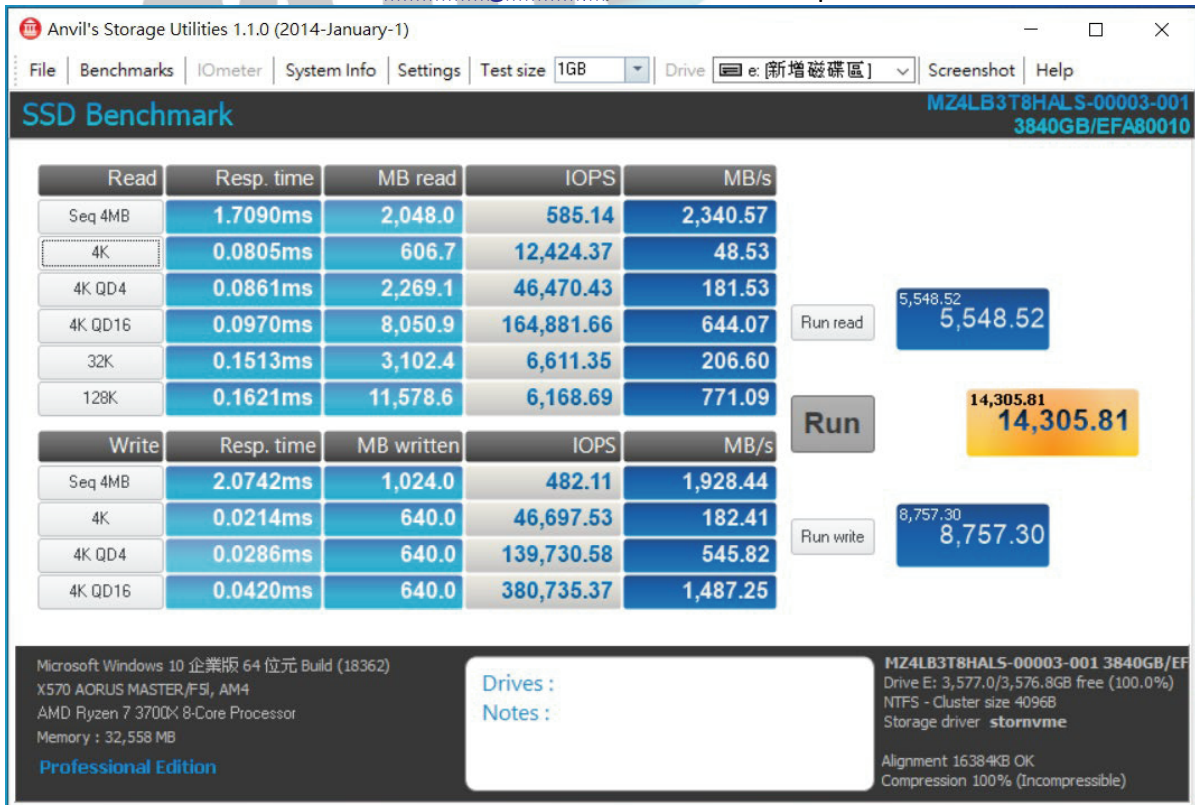 Anvil's Storage Utilities 1.1.0 (2014-January-1)
File Benchmarks IOmeter System Info Settings Test size 1GB Drive e: [新增磁碟區] Screenshot Help
SSD Benchmark
MZ4LB3T8HALS-00003-001
3840GB/EFA80010
Read Resp. time MB read IOPS MB/s
Seq 4MB 1.7090ms 2,048.0 585.14 2,340.57
4K 0.0805ms 606.7 12,424.37 48.53
4K QD4 0.0861ms 2,269.1 46,470.43 181.53
4K QD16 0.0970ms 8,050.9 164,881.66 644.07
32K 0.1513ms 3,102.4 6,611.35 206.60
128K 0.1621ms 11,578.6 6,168.69 771.09
Run read
5,548.52
5,548.52
Run
14,305.81
14,305.81
Write Resp. time MB written IOPS MB/s
Seq 4MB 2.0742ms 1,024.0 482.11 1,928.44
4K 0.0214ms 640.0 46,697.53 182.41
4K QD4 0.0286ms 640.0 139,730.58 545.82
4K QD16 0.0420ms 640.0 380,735.37 1,487.25
Run write
8,757.30
8,757.30
Microsoft Windows 10 企業版 64 位元 Build (18362)
X570 AORUS MASTER/F5l, AM4
AMD Ryzen 7 3700X 8-Core Processor
Memory : 32,558 MB
Professional Edition
Drives :
Notes :
MZ4LB3T8HALS-00003-001 3840GB/EF
Drive E: 3,577.0/3,576.8GB free (100.0%)
NTFS - Cluster size 4096B
Storage driver stornvme
Alignment 16384KB OK
Compression 100% (Incompressible)